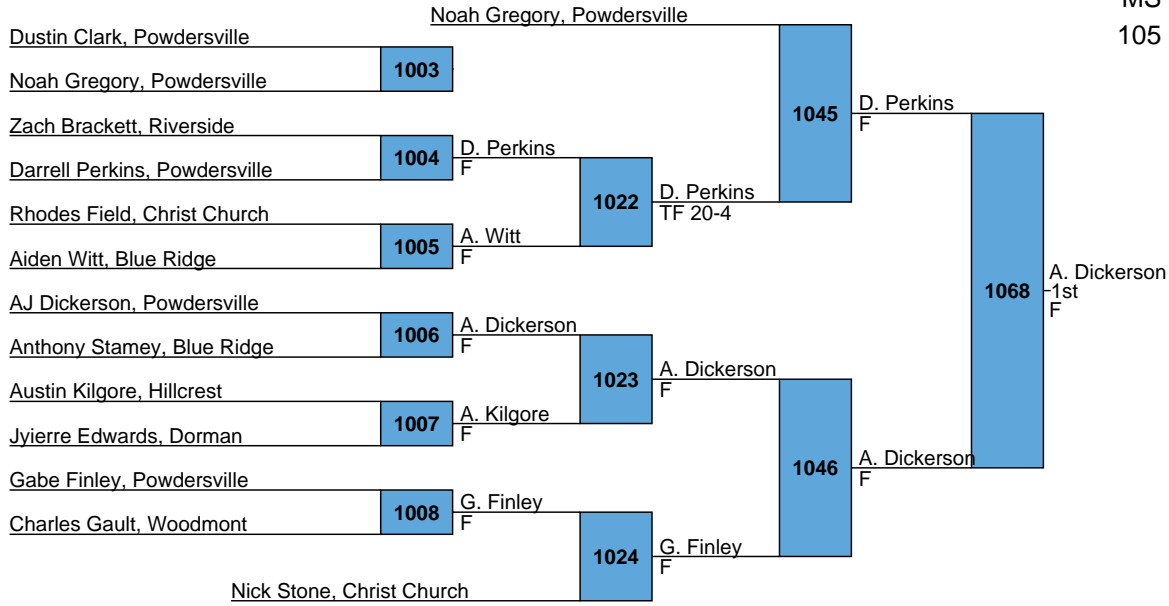 MS
105
Noah Gregory, Powdersville
Dustin Clark, Powdersville
1003
Noah Gregory, Powdersville
Zach Brackett, Riverside
1004
D. Perkins
F
Darrell Perkins, Powdersville
1022
D. Perkins
TF 20-4
Rhodes Field, Christ Church
1005
A. Witt
F
Aiden Witt, Blue Ridge
1045
D. Perkins
F
AJ Dickerson, Powdersville
1006
A. Dickerson
F
Anthony Stamey, Blue Ridge
1023
A. Dickerson
F
Austin Kilgore, Hillcrest
1007
A. Kilgore
F
Jyierre Edwards, Dorman
1046
A. Dickerson
F
1068
A. Dickerson
1st
F
Gabe Finley, Powdersville
1008
G. Finley
F
Charles Gault, Woodmont
1024
G. Finley
F
Nick Stone, Christ Church